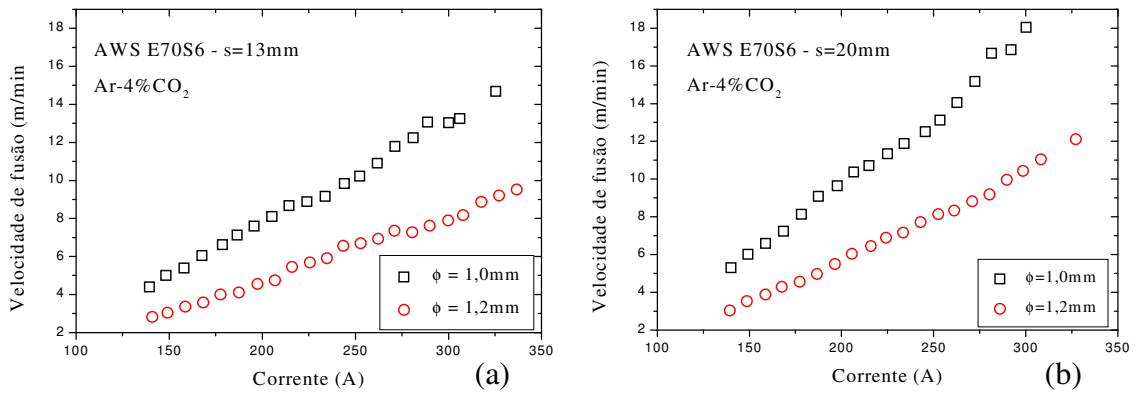 Velocidade de fusão (m/min)
18
16
14
12
10
8
6
4
2
AWS E70S6 - s=13mm
Ar-4%CO₂
ϕ = 1,0mm
ϕ = 1,2mm
100 150 200 250 300 350
Corrente (A)
(a)
Velocidade de fusão (m/min)
18
16
14
12
10
8
6
4
2
AWS E70S6 - s=20mm
Ar-4%CO₂
ϕ=1,0mm
ϕ=1,2mm
100 150 200 250 300 350
Corrente (A)
(b)